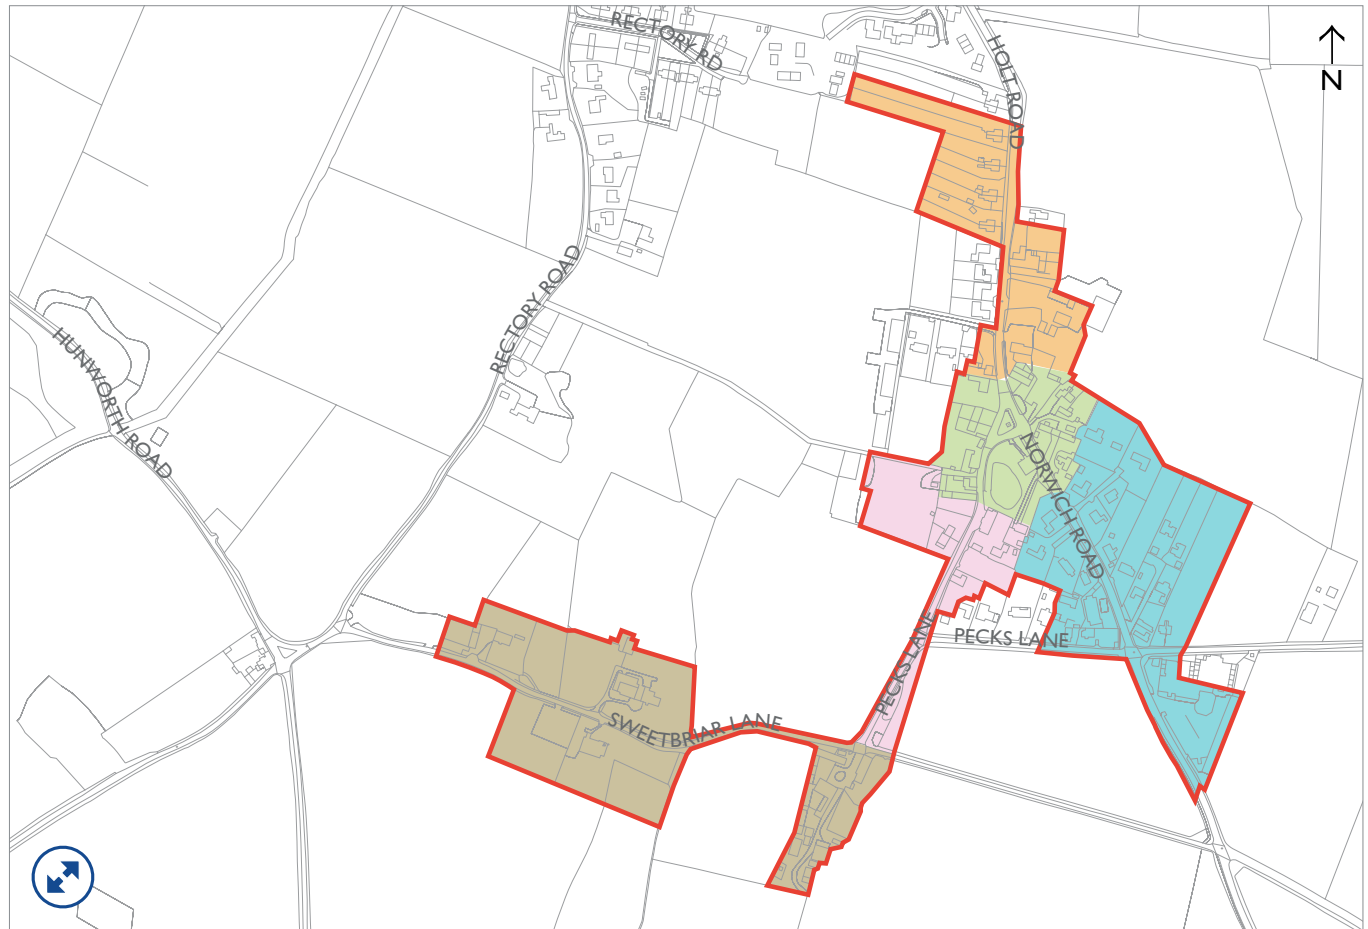 RECTORY RD
HOLT ROAD
N
RECTORY ROAD
HUNWORTH ROAD
NORWICH ROAD
PECKS LANE
PECKS LANE
SWEETBRIAR LANE